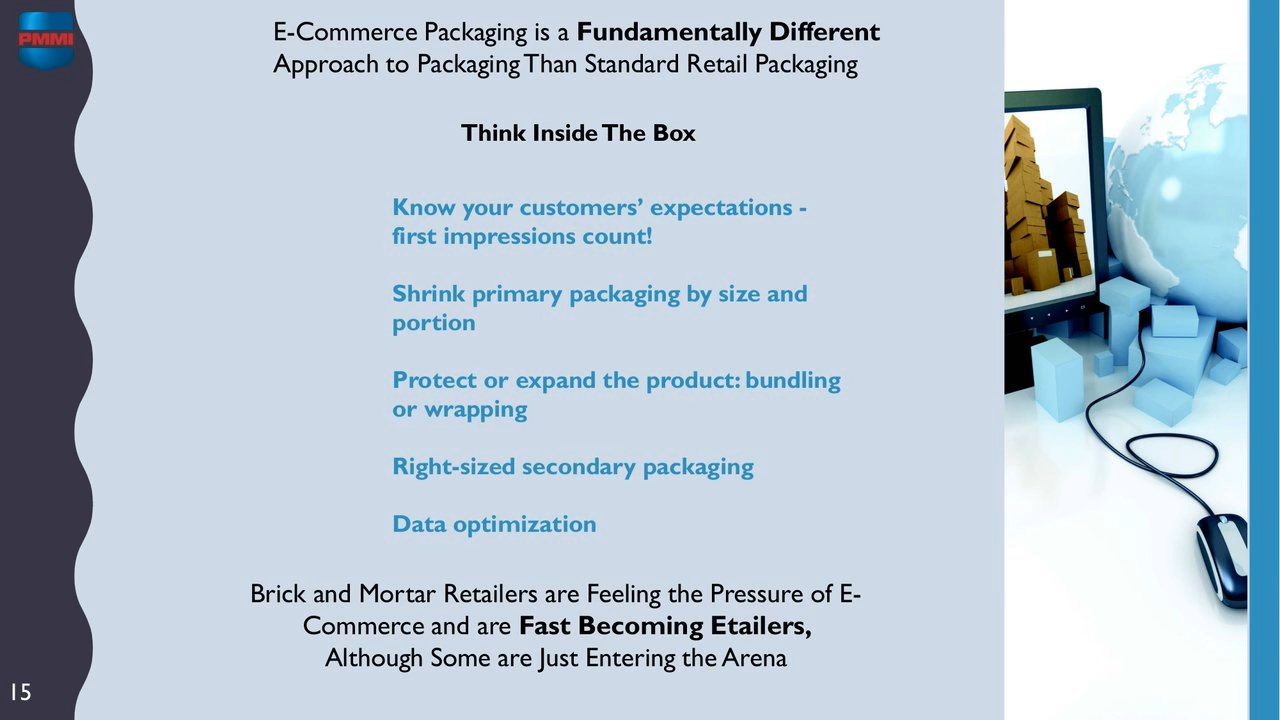 PMMI
E-Commerce Packaging is a Fundamentally Different
Approach to Packaging Than Standard Retail Packaging
Think Inside The Box
Know your customers’ expectations -
first impressions count!
Shrink primary packaging by size and
portion
Protect or expand the product: bundling
or wrapping
Right-sized secondary packaging
Data optimization
Brick and Mortar Retailers are Feeling the Pressure of E-
Commerce and are Fast Becoming Etailers,
Although Some are Just Entering the Arena
15